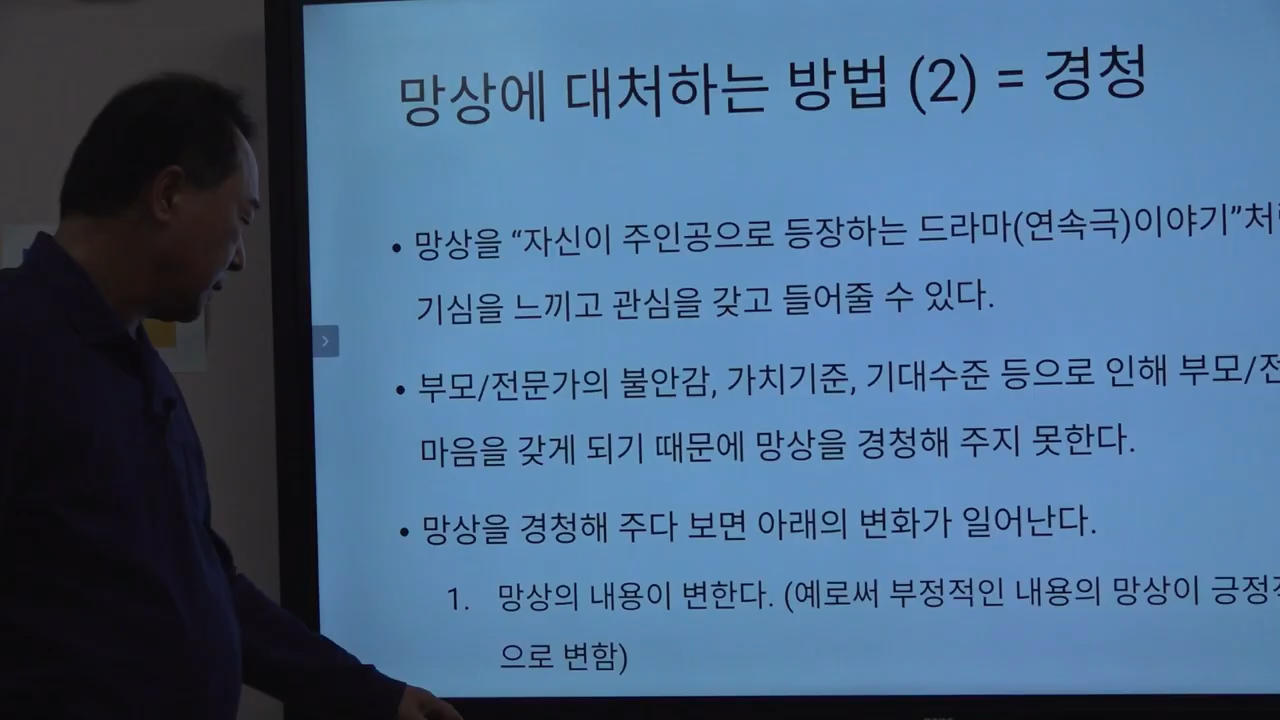 망상에 대처하는 방법 (2) = 경청
• 망상을 “자신이 주인공으로 등장하는 드라마(연속극)이야기”처
기심을 느끼고 관심을 갖고 들어줄 수 있다.
• 부모/전문가의 불안감, 가치기준, 기대수준 등으로 인해 부모/전
마음을 갖게 되기 때문에 망상을 경청해 주지 못한다.
• 망상을 경청해 주다 보면 아래의 변화가 일어난다.
1. 망상의 내용이 변한다. (예로써 부정적인 내용의 망상이 긍정
으로 변함)